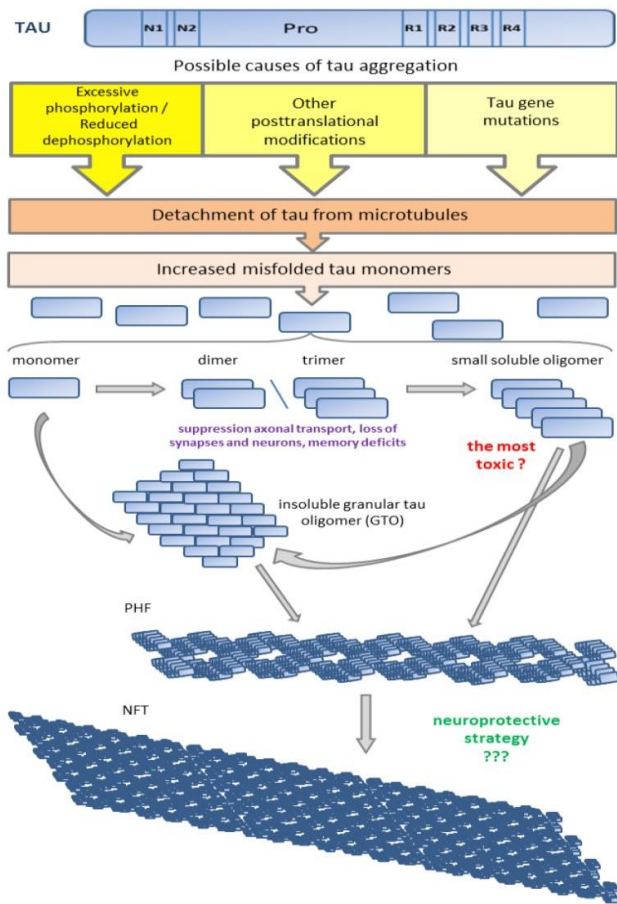 TAU
N1 N2 Pro R1 R2 R3 R4
Possible causes of tau aggregation
Excessive
phosphorylation /
Reduced
dephosphorylation
Other
posttranslational
modifications
Tau gene
mutations
Detachment of tau from microtubules
Increased misfolded tau monomers
monomer
dimer
trimer
small soluble oligomer
suppression axonal transport, loss of
synapses and neurons, memory deficits
the most
toxic ?
insoluble granular tau
oligomer (GTO)
PHF
NFT
neuroprotective
strategy
???